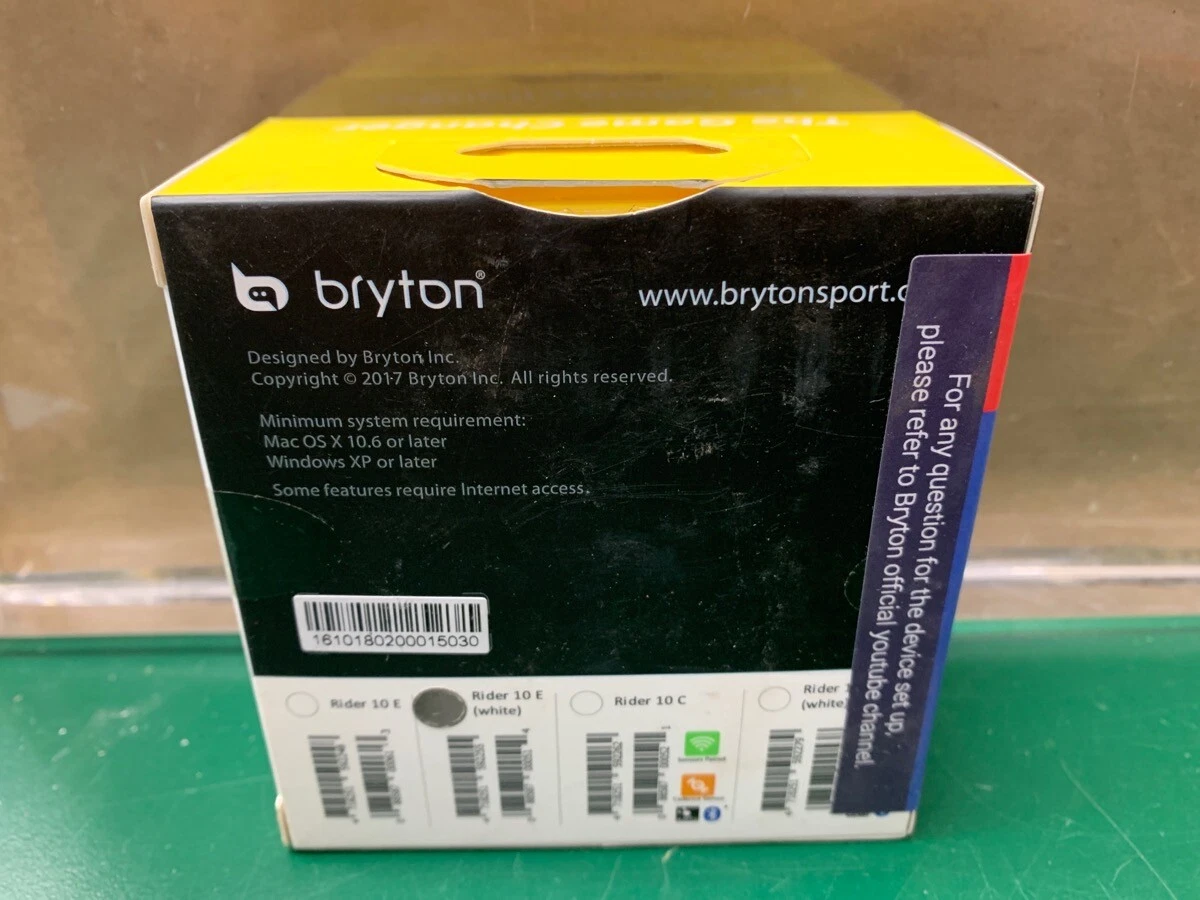 The Game Changer
bryton®
www.brytonsport.c
Designed by Bryton Inc.
Copyright © 2017 Bryton Inc. All rights reserved.
Minimum system requirement:
Mac OS X 10.6 or later
Windows XP or later
Some features require Internet access.
1610180200015030
For any question for the device set up,
please refer to Bryton official youtube channel.
Rider 10 E
Rider 10 E
(white)
Rider 10 C
Rider
(white)